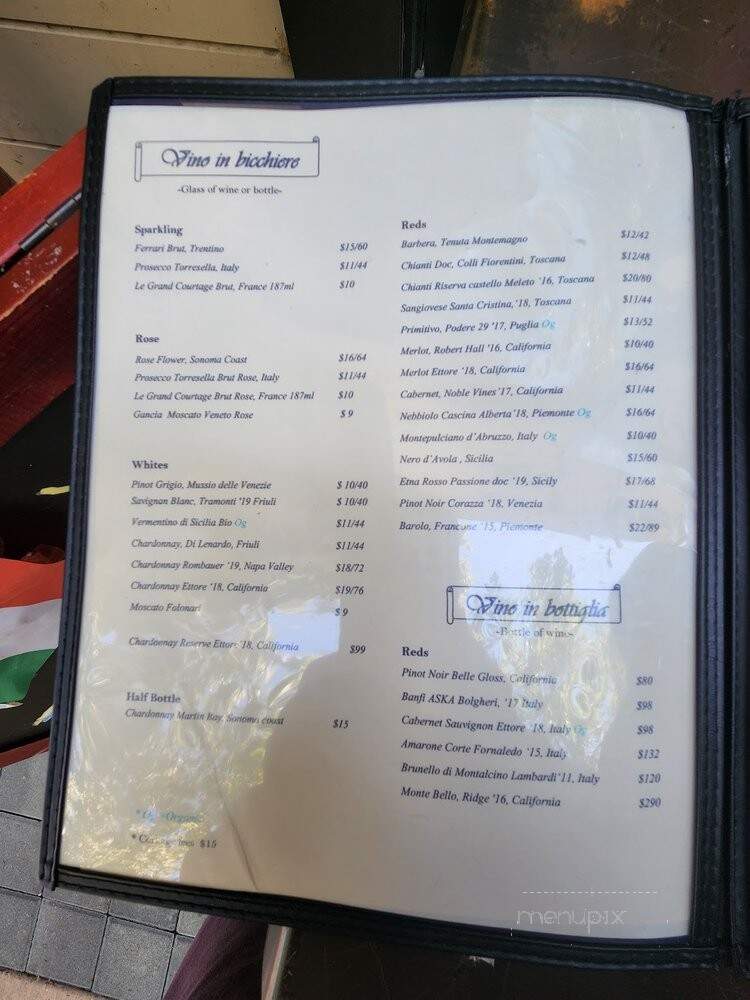 Vino in bicchiere
-Glass of wine or bottle-
Sparkling
Ferrari Brut, Trentino $15/60
Prosecco Torresella, Italy $11/44
Le Grand Courtage Brut, France 187ml $10
Rose
Rose Flower, Sonoma Coast $16/64
Prosecco Torresella Brut Rose, Italy $11/44
Le Grand Courtage Brut Rose, France 187ml $10
Gancia Moscato Veneto Rose $ 9
Whites
Pinot Grigio, Mussio delle Venezie $ 10/40
Savignan Blanc, Tramonti '19 Friuli $ 10/40
Vermentino di Sicilia Bio Og $11/44
Chardonnay, Di Lenardo, Friuli $11/44
Chardonnay Rombauer '19, Napa Valley $18/72
Chardonnay Ettore '18, California $19/76
Moscato Folonari $ 9
Chardonnay Reserve Ettore '18, California $99
Half Bottle
Chardonnay Martin Ray, Sonoma coast $15
* Og =Organic
* $15
Reds
Barbera, Tenuta Montemagno $12/42
Chianti Doc, Colli Fiorentini, Toscana $12/48
Chianti Riserva castello Meleto '16, Toscana $20/80
Sangiovese Santa Cristina,'18, Toscana $11/44
Primitivo, Podere 29 '17, Puglia Og $13/52
Merlot, Robert Hall '16, California $10/40
Merlot Ettore '18, California $16/64
Cabernet, Noble Vines'17, California $11/44
Nebbiolo Cascina Alberta'18, Piemonte Og $16/64
Montepulciano d'Abruzzo, Italy Og $10/40
Nero d'Avola , Sicilia $15/60
Etna Rosso Passione doc '19, Sicily $17/68
Pinot Noir Corazza '18, Venezia $11/44
Barolo, Francone '15, Piemonte $22/89
Vino in bottiglia
-Bottle of wine-
Reds
Pinot Noir Belle Gloss, California $80
Banfi ASKA Bolgheri, '17 Italy $98
Cabernet Sauvignon Ettore '18, Italy Og $98
Amarone Corte Fornaledo '15, Italy $132
Brunello di Montalcino Lambardi'11, Italy $120
Monte Bello, Ridge '16, California $290
menupix